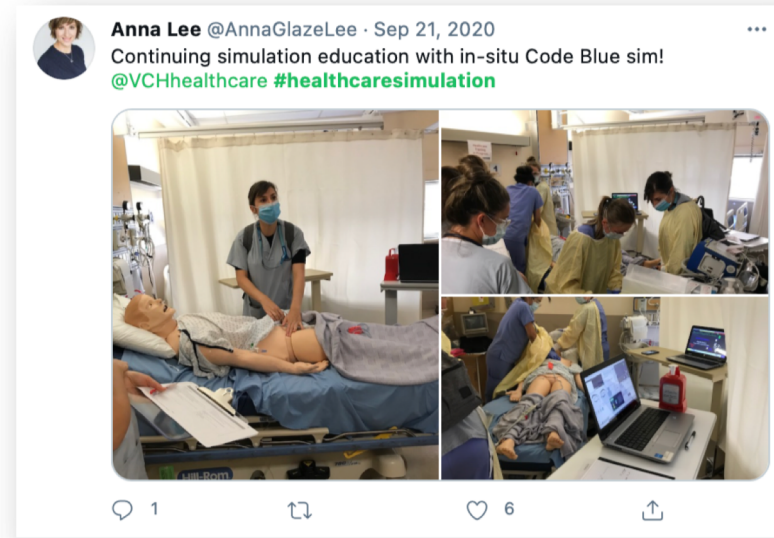 Anna Lee @AnnaGlazeLee · Sep 21, 2020
Continuing simulation education with in-situ Code Blue sim!
@VCHhealthcare #healthcaresimulation
Hill-Rom
1
6